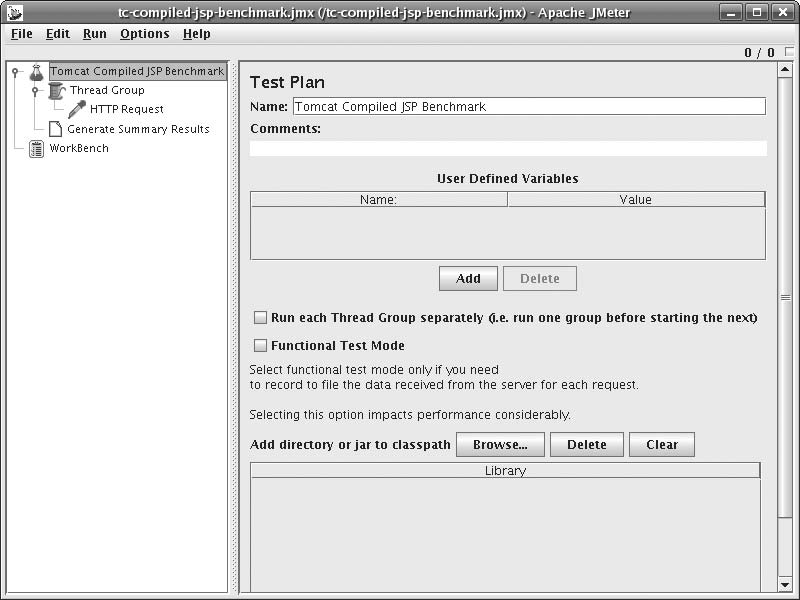 tc-compiled-jsp-benchmark.jmx (/tc-compiled-jsp-benchmark.jmx) - Apache JMeter
File Edit Run Options Help
0 / 0
Tomcat Compiled JSP Benchmark
Thread Group
HTTP Request
Generate Summary Results
WorkBench
Test Plan
Name: Tomcat Compiled JSP Benchmark
Comments:
User Defined Variables
Name: Value
Add Delete
Run each Thread Group separately (i.e. run one group before starting the next)
Functional Test Mode
Select functional test mode only if you need
to record to file the data received from the server for each request.
Selecting this option impacts performance considerably.
Add directory or jar to classpath Browse... Delete Clear
Library